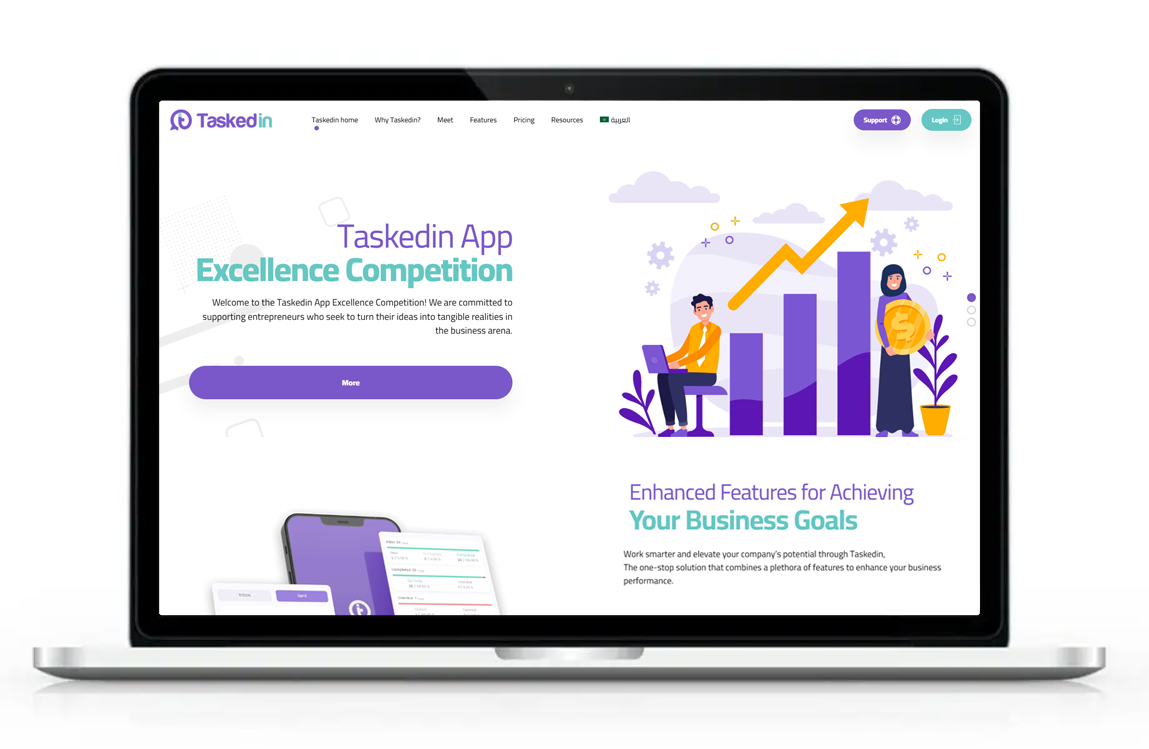 Taskedin
Taskedin home
Why Taskedin?
Meet
Features
Pricing
Resources
العربية
Support
Login
Taskedin App
Excellence Competition
Welcome to the Taskedin App Excellence Competition! We are committed to
supporting entrepreneurs who seek to turn their ideas into tangible realities in
the business arena.
More
Enhanced Features for Achieving
Your Business Goals
Work smarter and elevate your company's potential through Taskedin,
The one-stop solution that combines a plethora of features to enhance your business
performance.